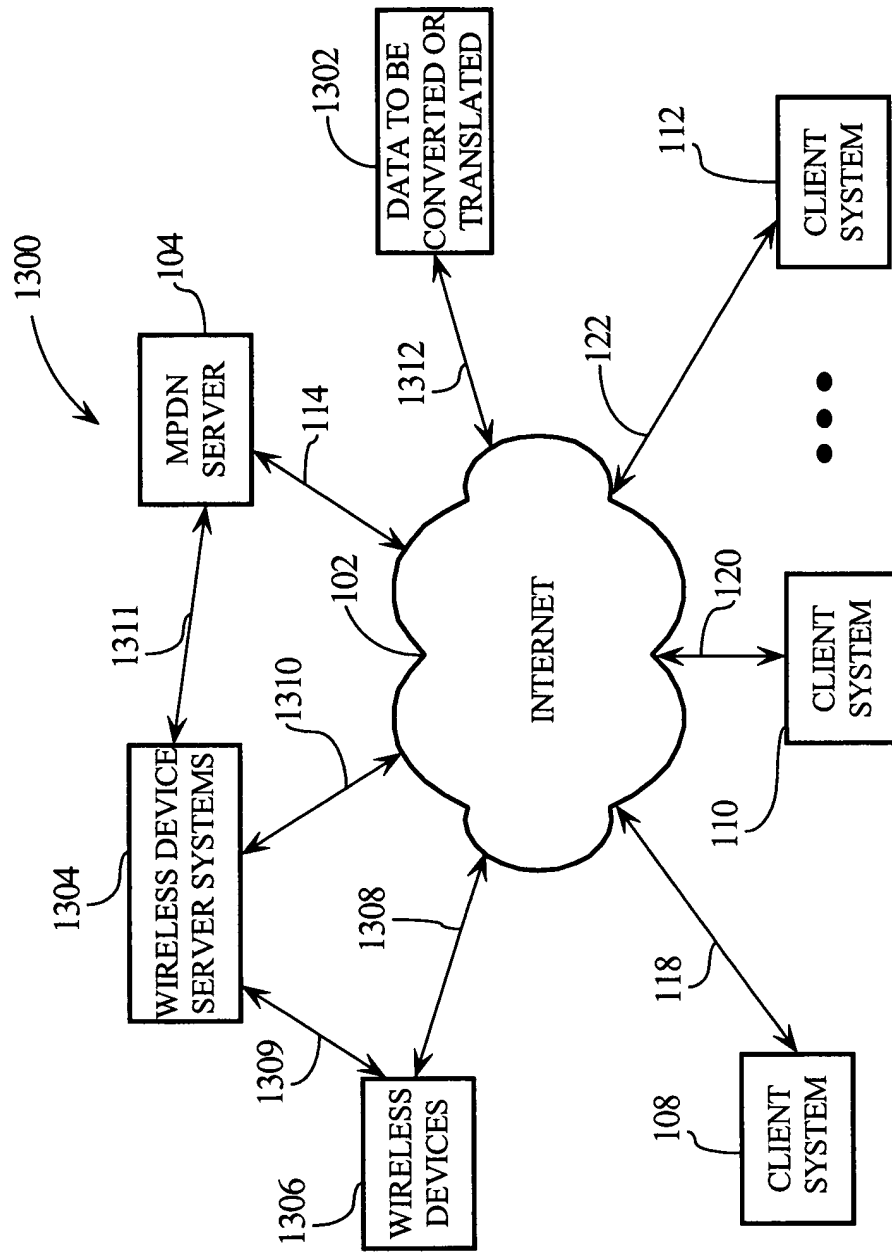 1300
104
MPDN
SERVER
1302
DATA TO BE
CONVERTED OR
TRANSLATED
1304
WIRELESS DEVICE
SERVER SYSTEMS
1311
114
1312
102
1310
1309
1308
1306
WIRELESS
DEVICES
INTERNET
118
120
122
108
CLIENT
SYSTEM
110
CLIENT
SYSTEM
112
CLIENT
SYSTEM